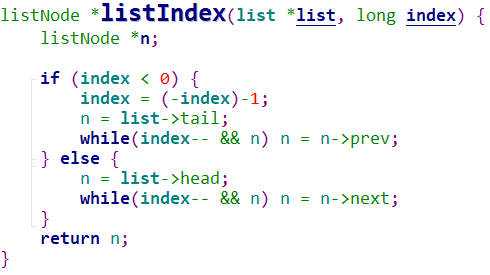 listNode *listIndex(list *list, long index) {
    listNode *n;

    if (index < 0) {
        index = (-index)-1;
        n = list->tail;
        while(index-- && n) n = n->prev;
    } else {
        n = list->head;
        while(index-- && n) n = n->next;
    }
    return n;
}